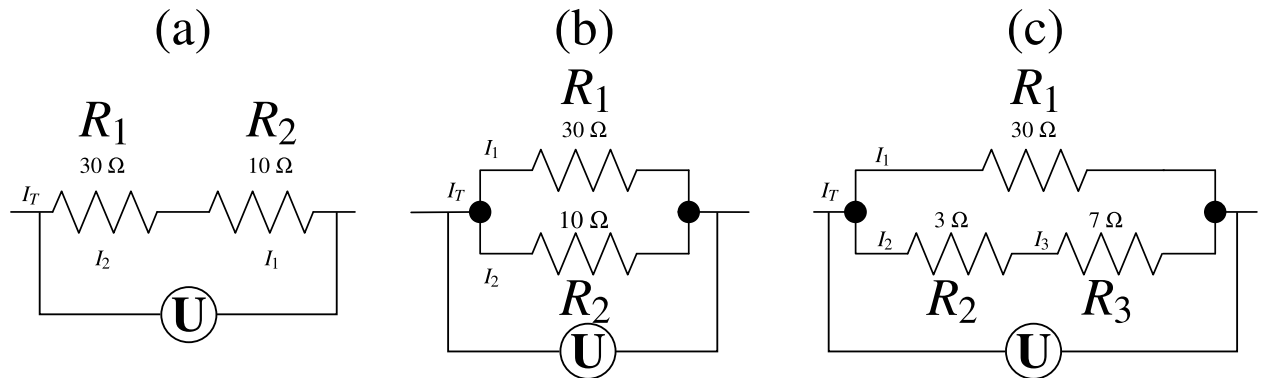 (a)
R1 R2
30 Ω 10 Ω
IT
I2 I1
U
(b)
R1
30 Ω
I1
IT
10 Ω
I2
R2
U
(c)
R1
30 Ω
I1
IT
3 Ω 7 Ω
I2 I3
R2 R3
U